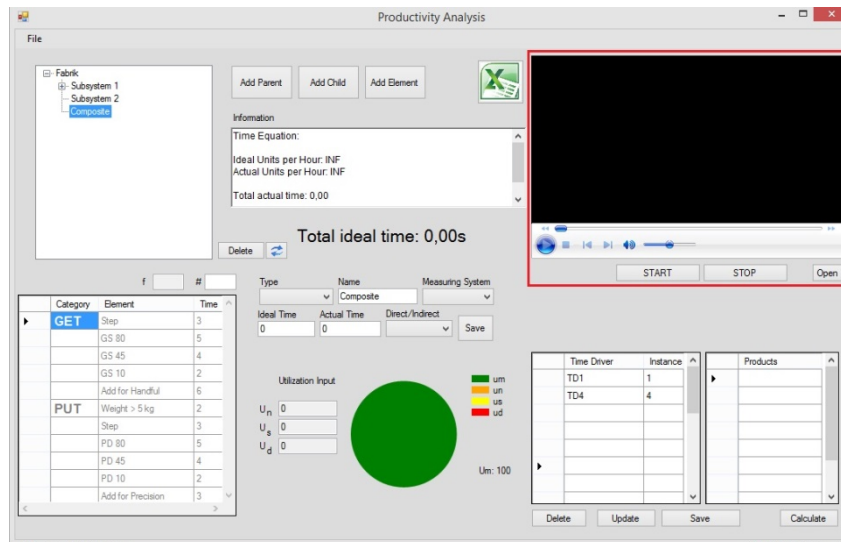 Productivity Analysis
File
Fabrik
Subsystem 1
Subsystem 2
Composite
Add Parent
Add Child
Add Element
Information
Time Equation:
Ideal Units per Hour: INF
Actual Units per Hour: INF
Total actual time: 0,00
Delete
Total ideal time: 0,00s
START
STOP
Open
f
#
Category Element Time
GET Step 3
GS 80 5
GS 45 4
GS 10 2
Add for Handful 6
PUT Weight > 5 kg 2
Step 3
PD 80 5
PD 45 4
PD 10 2
Add for Precision 3
Type Name Measuring System
Composite
Ideal Time Actual Time Direct/Indirect
0 0 Save
Utilization Input
Un 0
Us 0
Ud 0
um
un
us
ud
Um: 100
Time Driver Instance
TD1 1
TD4 4
Products
Delete Update Save Calculate